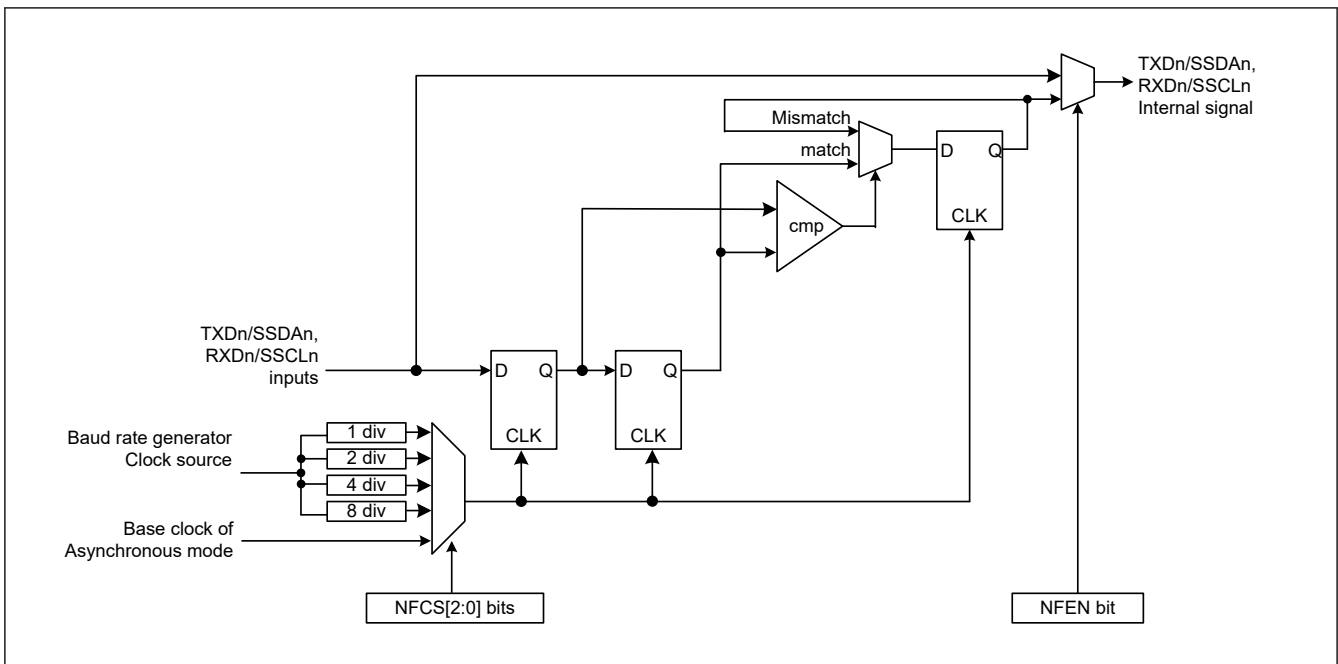 TXDn/SSDAn,
RXDn/SSCLn
Internal signal
Mismatch
match
D
Q
CLK
cmp
TXDn/SSDAn,
RXDn/SSCLn
inputs
D
Q
CLK
D
Q
CLK
Baud rate generator
Clock source
1 div
2 div
4 div
8 div
Base clock of
Asynchronous mode
NFCS[2:0] bits
NFEN bit